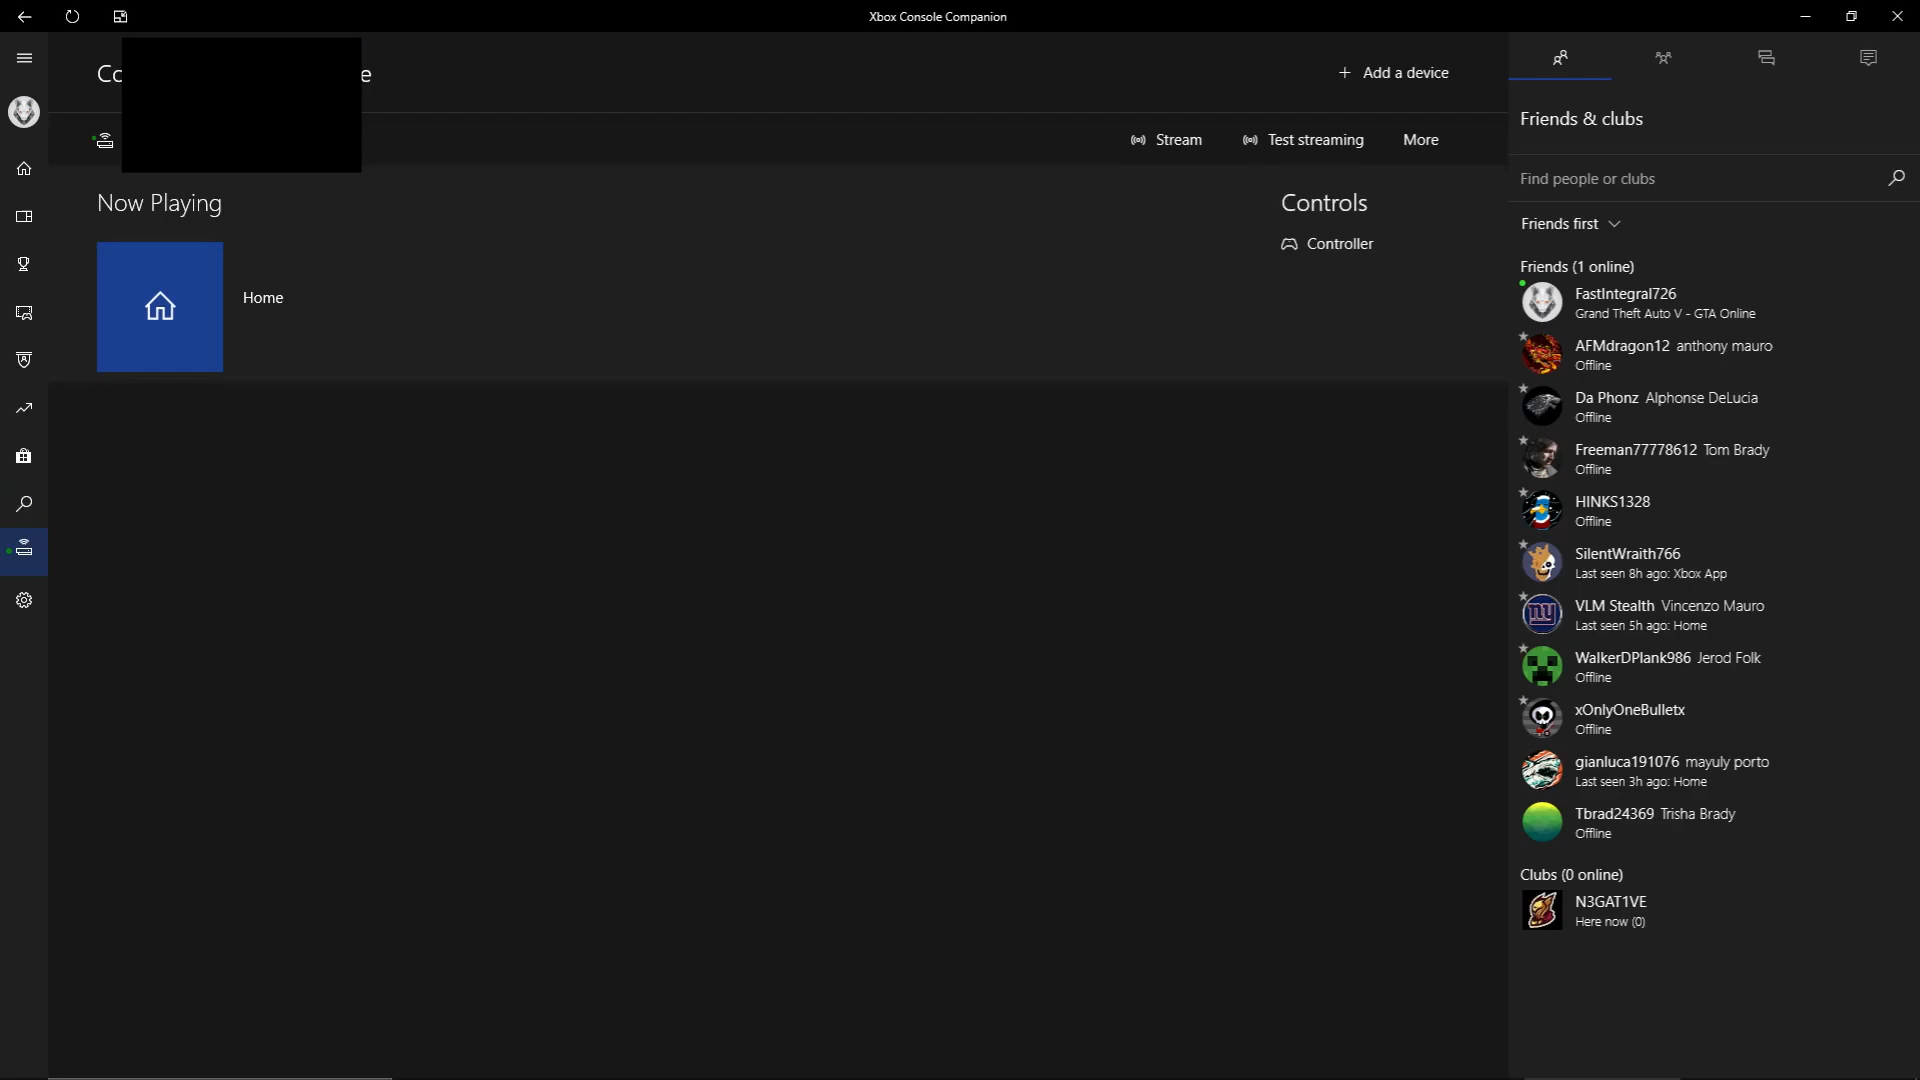 Xbox Console Companion
Add a device
Stream
Test streaming
More
Now Playing
Home
Controls
Controller
Friends & clubs
Find people or clubs
Friends first
Friends (1 online)
FastIntegral726
Grand Theft Auto V - GTA Online
AFMdragon12 anthony mauro
Offline
Da Phonz Alphonse DeLucia
Offline
Freeman77778612 Tom Brady
Offline
HINKS1328
Offline
SilentWraith766
Last seen 8h ago: Xbox App
VLM Stealth Vincenzo Mauro
Last seen 5h ago: Home
WalkerDPlank986 Jerod Folk
Offline
xOnlyOneBulletx
Offline
gianluca191076 mayuly porto
Last seen 3h ago: Home
Tbrad24369 Trisha Brady
Offline
Clubs (0 online)
N3GAT1VE
Here now (0)